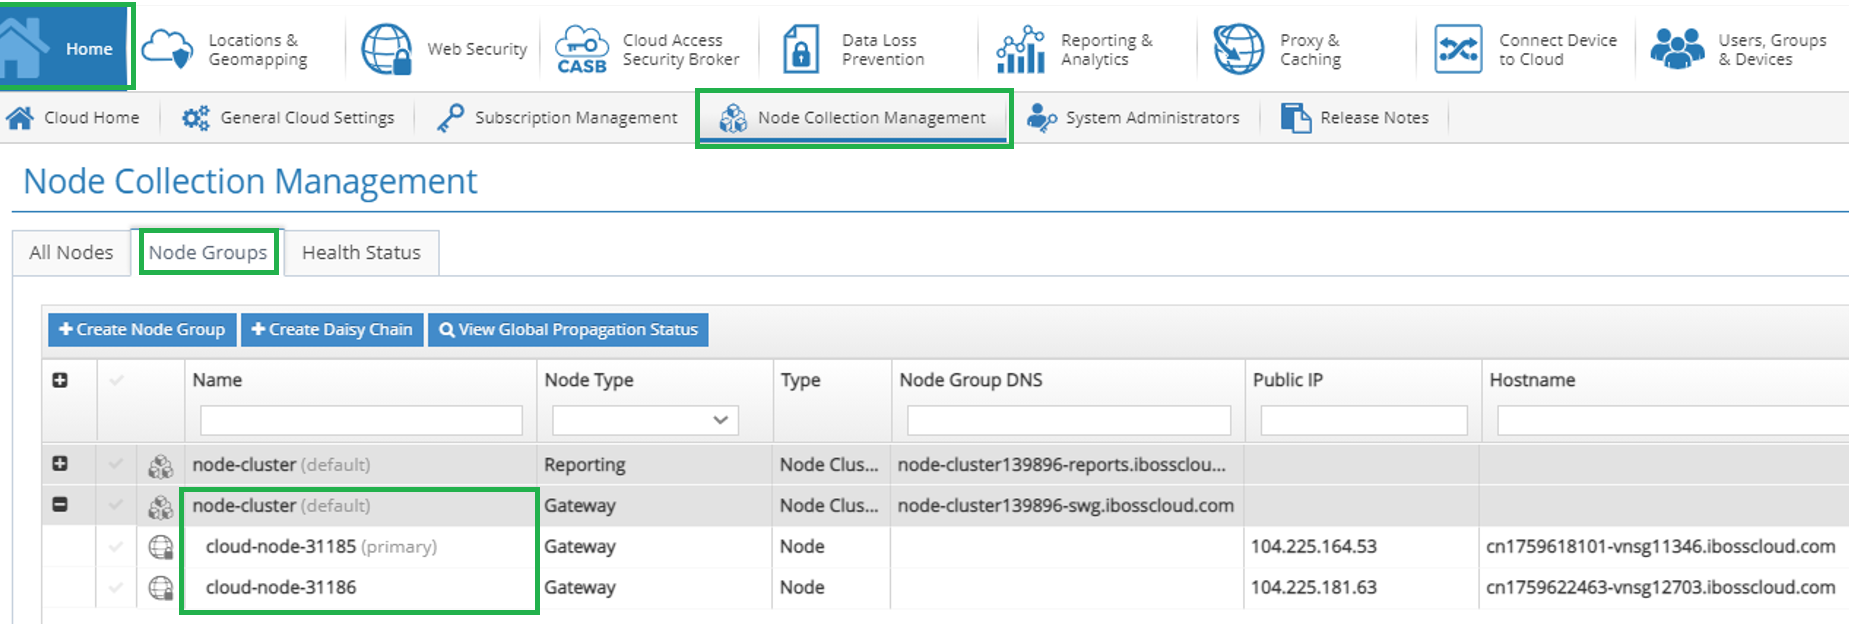 Home
Locations &
Geomapping
Web Security
CASB
Cloud Access
Security Broker
Data Loss
Prevention
Reporting &
Analytics
Proxy &
Caching
Connect Device
to Cloud
Users, Groups
& Devices
Cloud Home
General Cloud Settings
Subscription Management
Node Collection Management
System Administrators
Release Notes
Node Collection Management
All Nodes
Node Groups
Health Status
Create Node Group
Create Daisy Chain
View Global Propagation Status
Name Node Type Type Node Group DNS Public IP Hostname
node-cluster (default) Reporting Node Clus... node-cluster139896-reports.ibossclou...
node-cluster (default) Gateway Node Clus... node-cluster139896-swg.ibosscloud.com
cloud-node-31185 (primary) Gateway Node 104.225.164.53 cn1759618101-vnsg11346.ibosscloud.com
cloud-node-31186 Gateway Node 104.225.181.63 cn1759622463-vnsg12703.ibosscloud.com